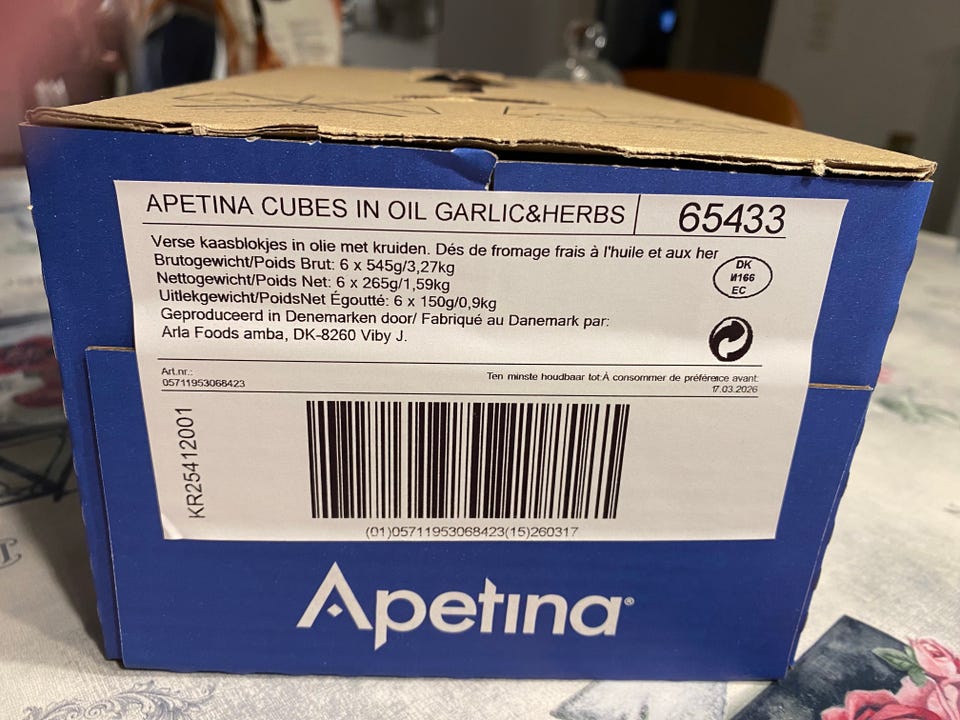 APETINA CUBES IN OIL GARLIC&HERBS
65433
Verse kaasblokjes in olie met kruiden. Dés de fromage frais à l'huile et aux her
Brutogewicht/Poids Brut: 6 x 545g/3,27kg
Nettogewicht/Poids Net: 6 x 265g/1,59kg
Uitlekgewicht/PoidsNet Égoutté: 6 x 150g/0,9kg
Geproduceerd in Denemarken door/ Fabriqué au Danemark par:
Arla Foods amba, DK-8260 Viby J.
DK
EC
Art.nr.:
05711953068423
Ten minste houdbaar tot:À consommer de préférence avant:
17.03.2026
KR25412001
(01)05711953068423(15)260317
Apetina®